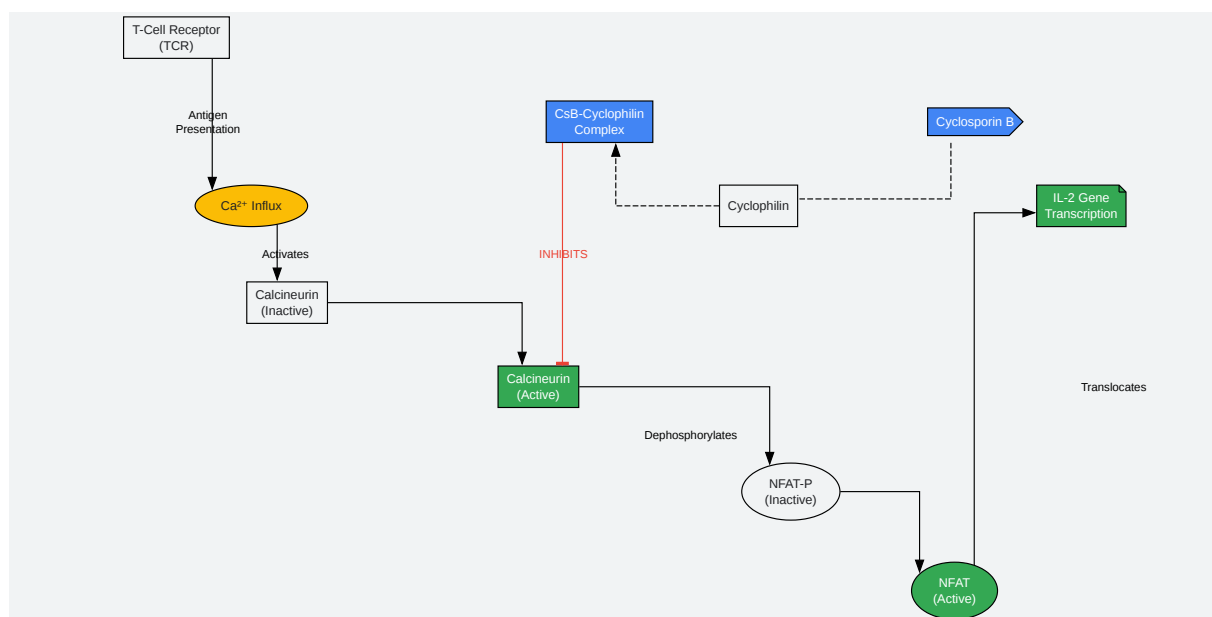 T-Cell Receptor
(TCR)
Antigen
Presentation
CsB-Cyclophilin
Complex
Cyclosporin B
Ca²⁺ Influx
Cyclophilin
IL-2 Gene
Transcription
Activates
INHIBITS
Calcineurin
(Inactive)
Calcineurin
(Active)
Translocates
Dephosphorylates
NFAT-P
(Inactive)
NFAT
(Active)